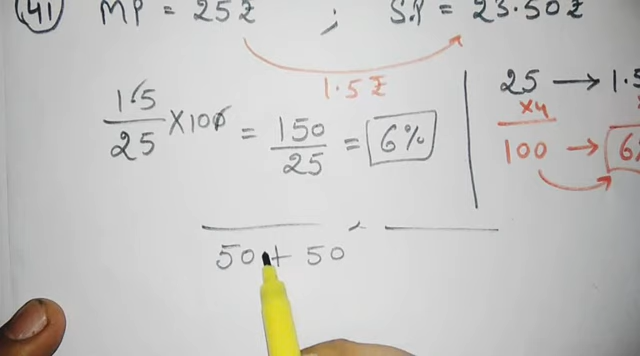 41 MP = 25₹ ; S.P = 23.50₹
1.5₹
1.5/25 × 100 = 150/25 = 6%
25 → 1.5
×4
100 → 6%
50 + 50